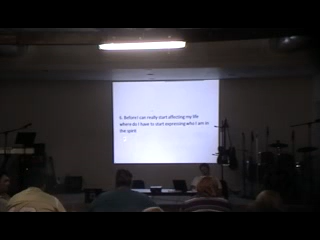 6. Before I can really start affecting my life
where do I have to start expressing who I am in
the spirit